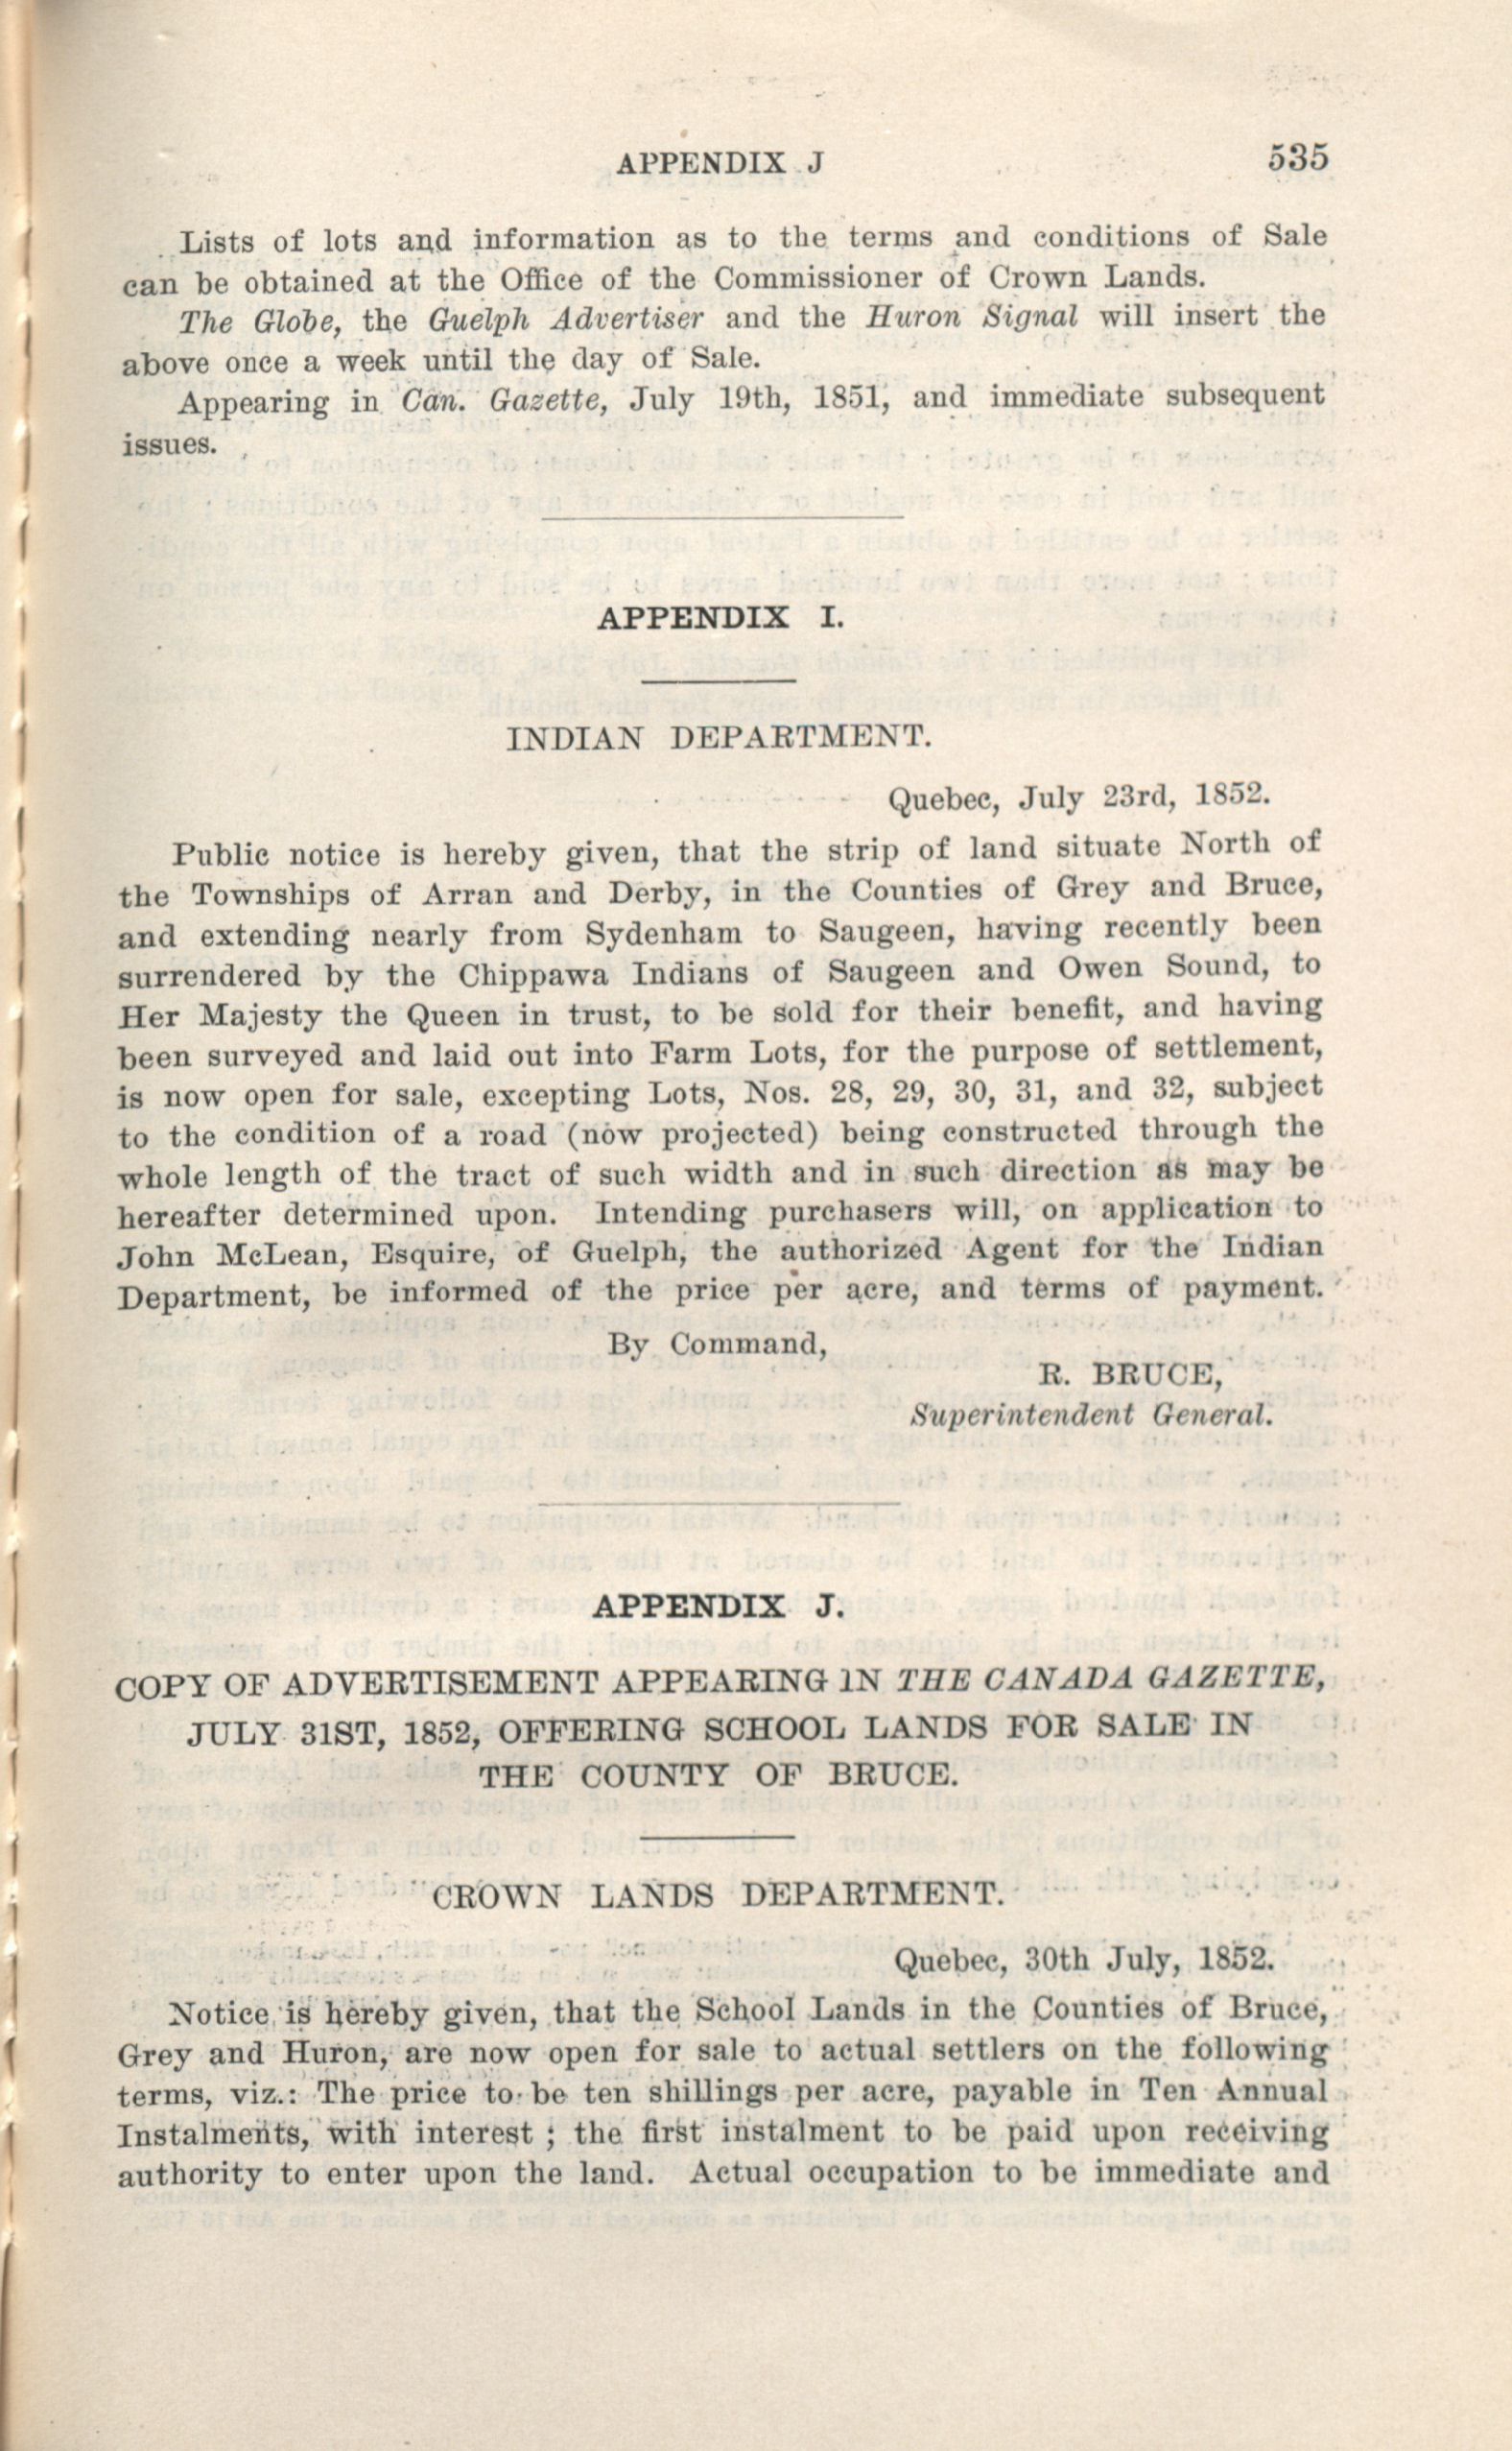 APPENDIX J 535
Lists of lots and information as to the terms and conditions of Sale
can be obtained at the Office of the Commissioner of Crown Lands.
The Globe, the Guelph Advertiser and the Huron Signal will insert the
above once a week until the day of Sale.
Appearing in Can. Gazette, July 19th, 1851, and immediate subsequent
issues.
APPENDIX I.
INDIAN DEPARTMENT.
Quebec, July 23rd, 1852.
Public notice is hereby given, that the strip of land situate North of
the Townships of Arran and Derby, in the Counties of Grey and Bruce,
and extending nearly from Sydenham to Saugeen, having recently been
surrendered by the Chippawa Indians of Saugeen and Owen Sound, to
Her Majesty the Queen in trust, to be sold for their benefit, and having
been surveyed and laid out into Farm Lots, for the purpose of settlement,
is now open for sale, excepting Lots, Nos. 28, 29, 30, 31, and 32, subject
to the condition of a road (now projected) being constructed through the
whole length of the tract of such width and in such direction as may be
hereafter determined upon. Intending purchasers will, on application to
John McLean, Esquire, of Guelph, the authorized Agent for the Indian
Department, be informed of the price per acre, and terms of payment.
By Command,
R. BRUCE,
Superintendent General.
APPENDIX J.
COPY OF ADVERTISEMENT APPEARING IN THE CANADA GAZETTE,
JULY 31ST, 1852, OFFERING SCHOOL LANDS FOR SALE IN
THE COUNTY OF BRUCE.
CROWN LANDS DEPARTMENT.
Quebec, 30th July, 1852.
Notice is hereby given, that the School Lands in the Counties of Bruce,
Grey and Huron, are now open for sale to actual settlers on the following
terms, viz.: The price to be ten shillings per acre, payable in Ten Annual
Instalments, with interest ; the first instalment to be paid upon receiving
authority to enter upon the land. Actual occupation to be immediate and